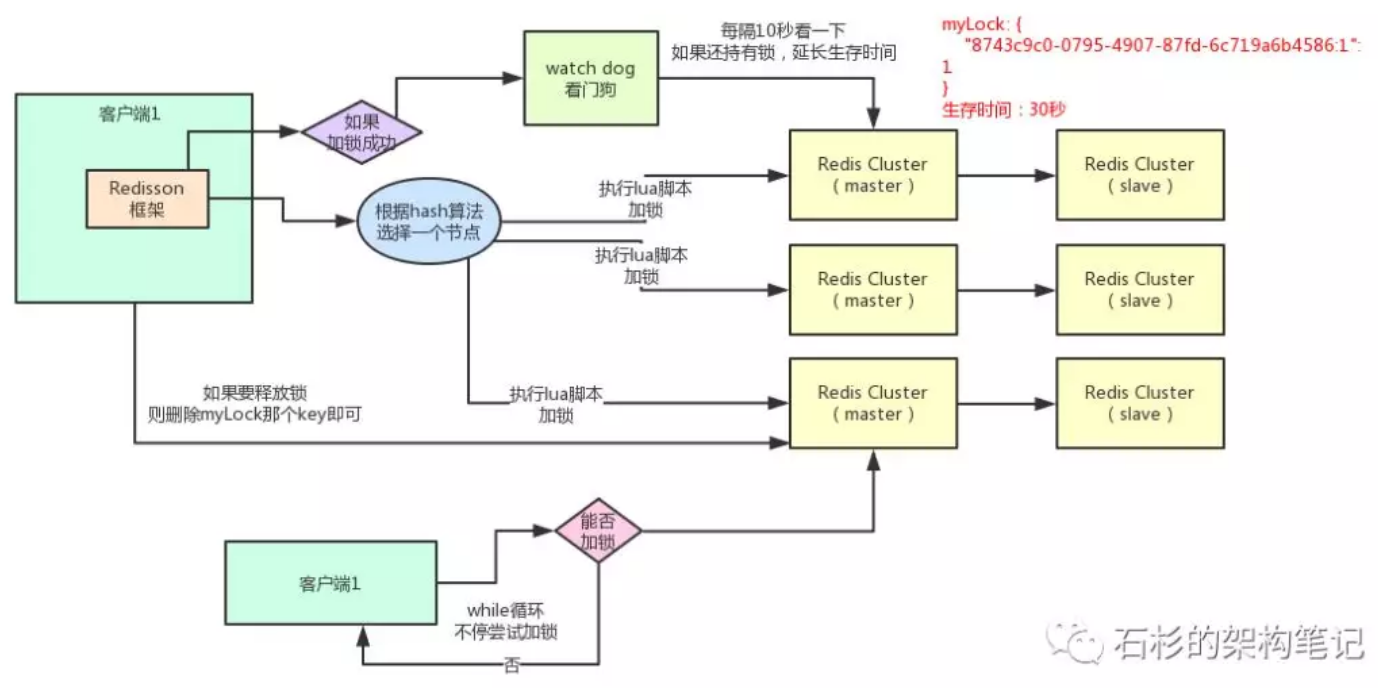 每隔10秒看一下
如果还持有锁，延长生存时间
myLock: {
"8743c9c0-0795-4907-87fd-6c719a6b4586:1":
1
}
生存时间：30秒
watch dog
看门狗
客户端1
如果
加锁成功
Redisson
框架
根据hash算法
选择一个节点
执行lua脚本
加锁
Redis Cluster
（master）
Redis Cluster
（slave）
执行lua脚本
加锁
Redis Cluster
（master）
Redis Cluster
（slave）
执行lua脚本
加锁
Redis Cluster
（master）
Redis Cluster
（slave）
如果要释放锁
则删除myLock那个key即可
能否
加锁
客户端1
while循环
不停尝试加锁
否
石杉的架构笔记